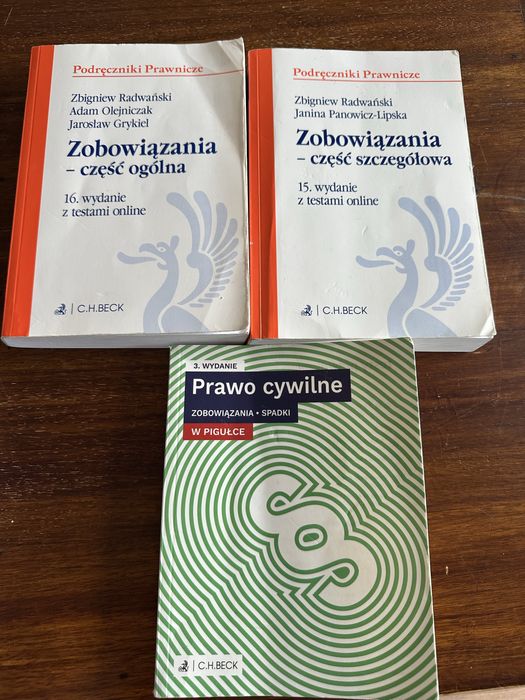 Podręczniki Prawnicze
Zbigniew Radwański
Adam Olejniczak
Jarosław Grykiel
Zobowiązania
– część ogólna
16. wydanie
z testami online
C.H.BECK
Podręczniki Prawnicze
Zbigniew Radwański
Janina Panowicz-Lipska
Zobowiązania
– część szczegółowa
15. wydanie
z testami online
C.H.BECK
3. WYDANIE
Prawo cywilne
ZOBOWIĄZANIA • SPADKI
W PIGUŁCE
C.H.BECK